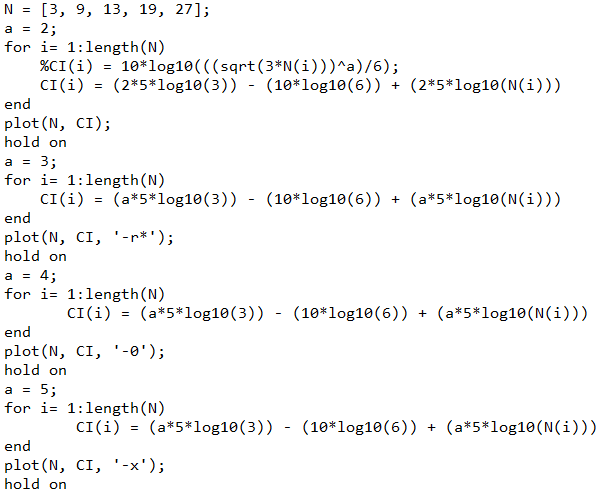 N = [3, 9, 13, 19, 27];
a = 2;
for i= 1:length(N)
    %CI(i) = 10*log10(((sqrt(3*N(i)))^a)/6);
    CI(i) = (2*5*log10(3)) - (10*log10(6)) + (2*5*log10(N(i)))
end
plot(N, CI);
hold on
a = 3;
for i= 1:length(N)
    CI(i) = (a*5*log10(3)) - (10*log10(6)) + (a*5*log10(N(i)))
end
plot(N, CI, '-r*');
hold on
a = 4;
for i= 1:length(N)
       CI(i) = (a*5*log10(3)) - (10*log10(6)) + (a*5*log10(N(i)))
end
plot(N, CI, '-0');
hold on
a = 5;
for i= 1:length(N)
        CI(i) = (a*5*log10(3)) - (10*log10(6)) + (a*5*log10(N(i)))
end
plot(N, CI, '-x');
hold on